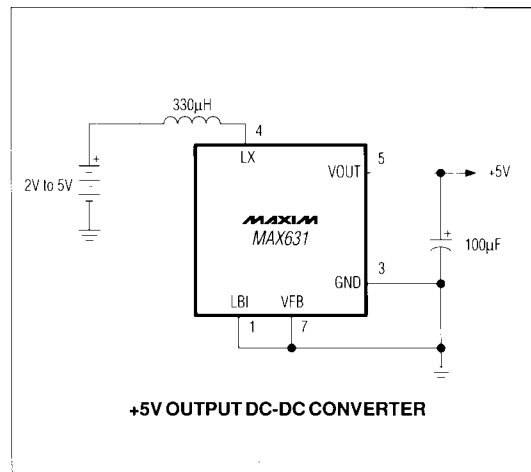 330µH
4
LX
5
VOUT
+5V
+
2V to 5V
MAXIM
MAX631
+
100µF
3
GND
LBI
VFB
1
7
+5V OUTPUT DC-DC CONVERTER